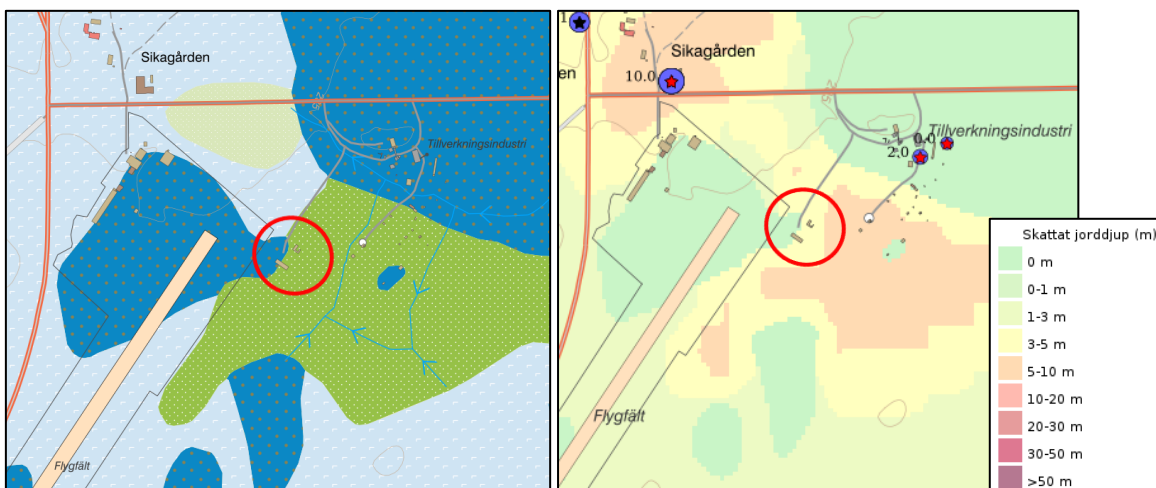 Sikagården
Tillverkningsindustri
Flygfält
Sikagården
10.0
Tillverkningsindustri
0.0
2.0
Flygfält
Skattat jorddjup (m)
0 m
0-1 m
1-3 m
3-5 m
5-10 m
10-20 m
20-30 m
30-50 m
>50 m